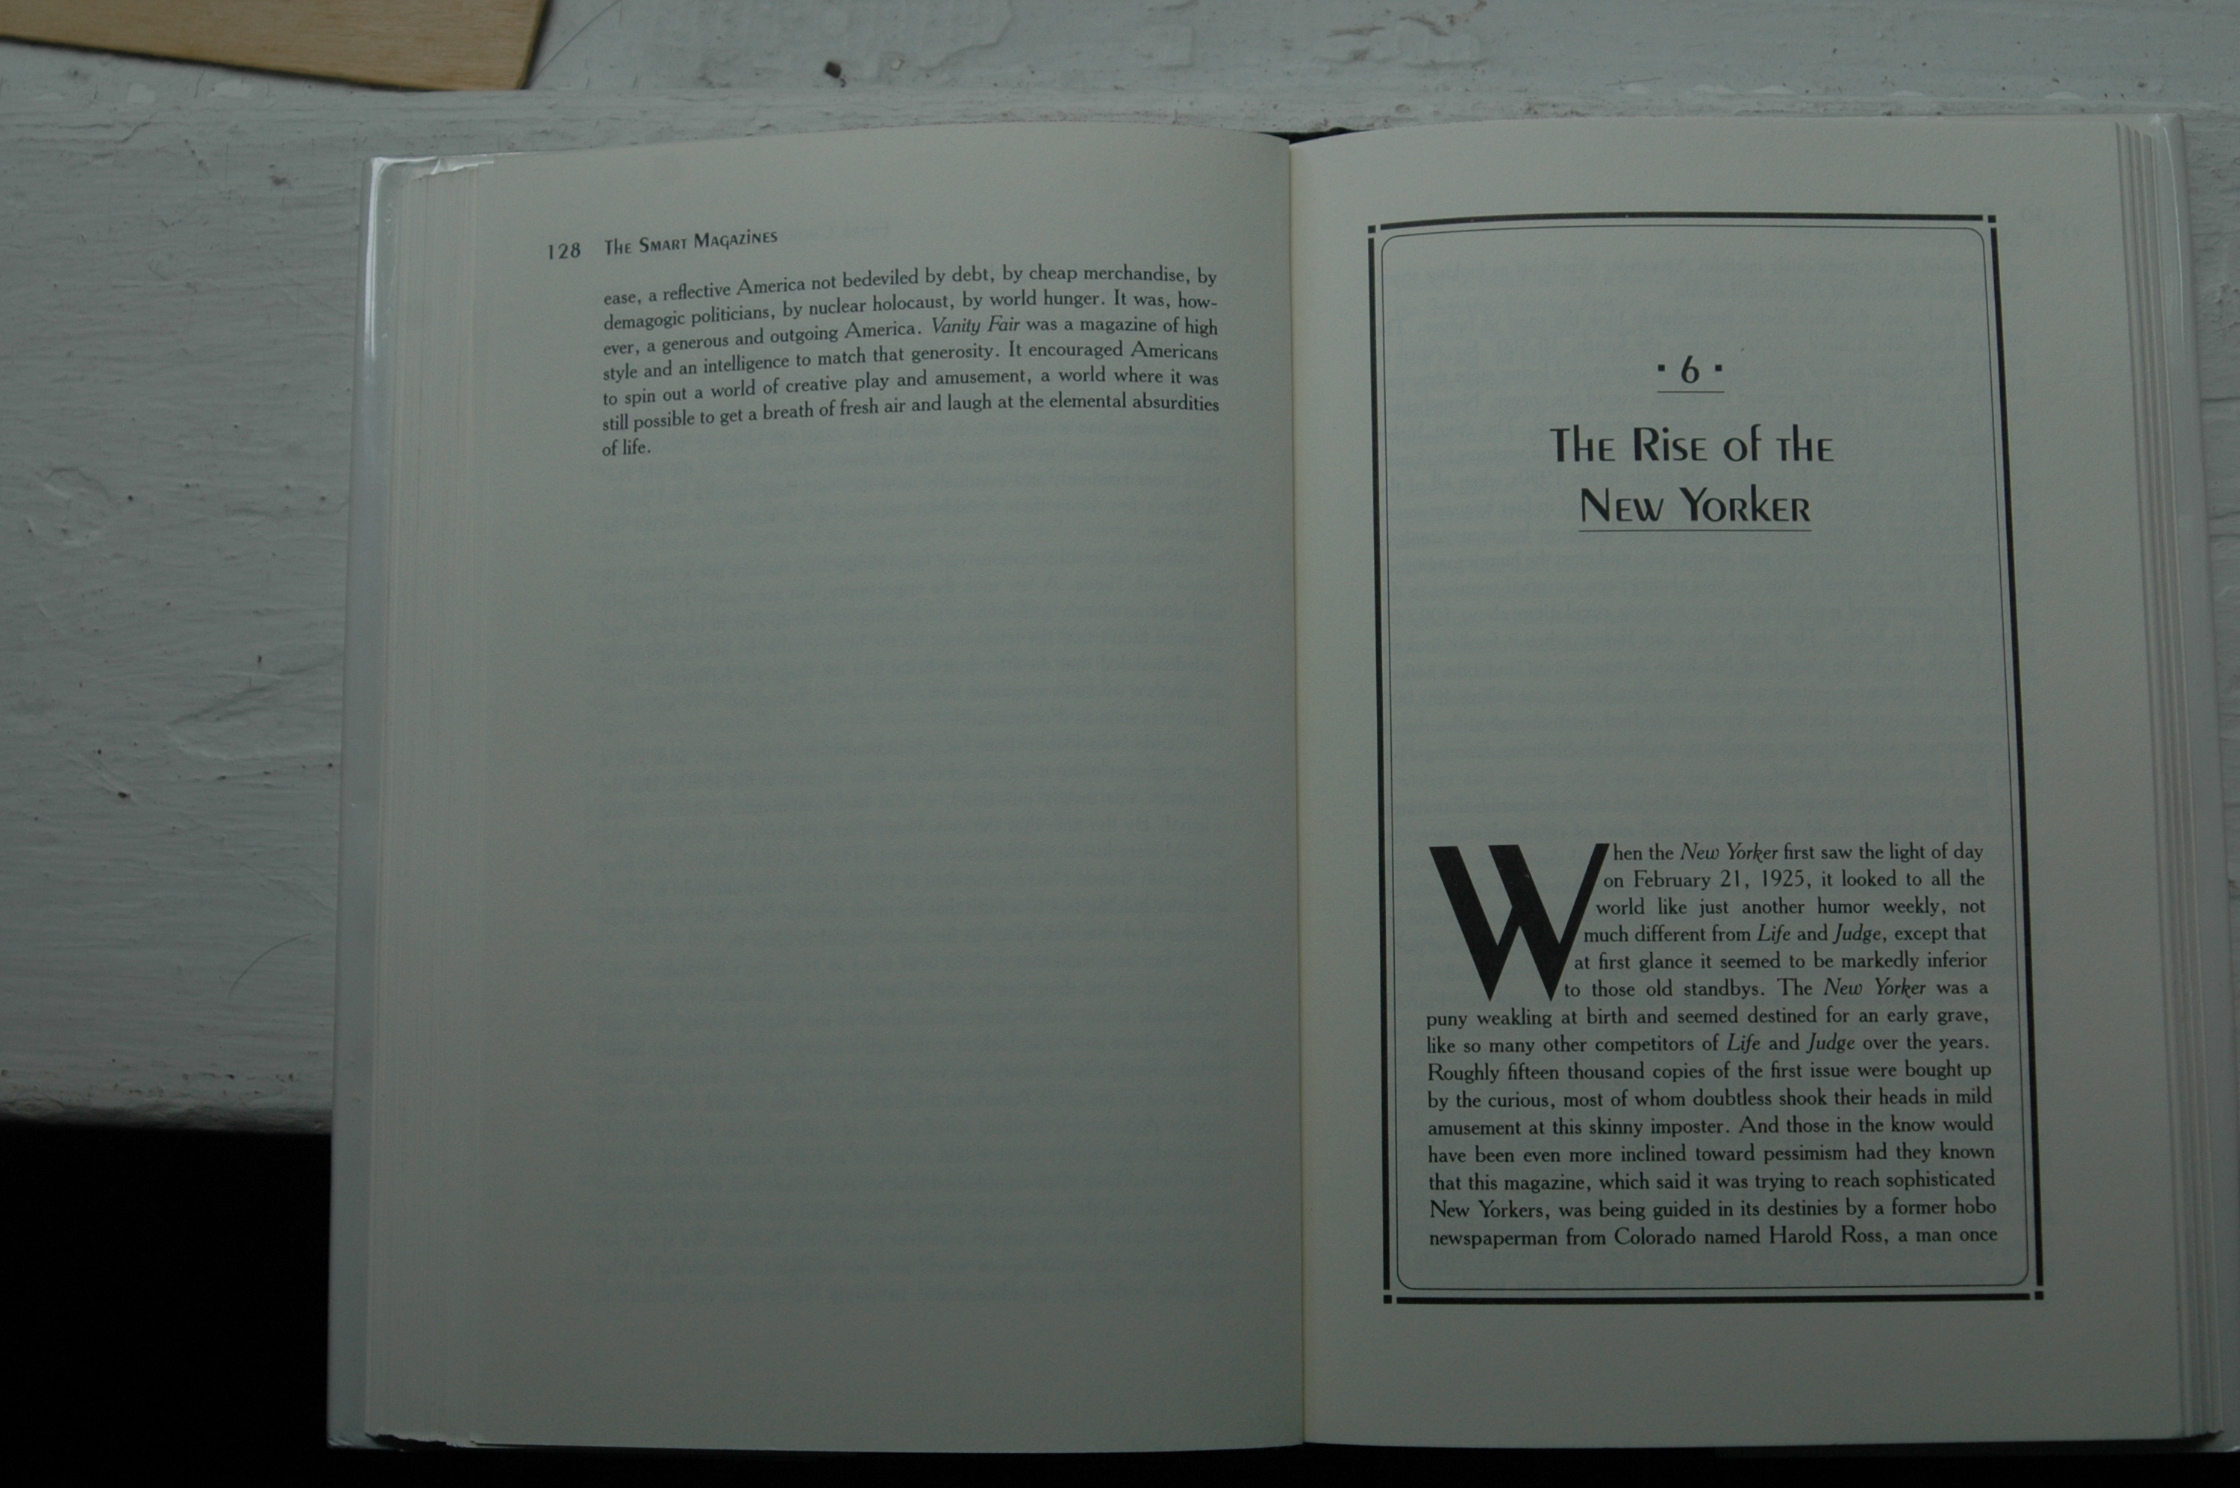 128 The Smart Magazines
ease, a reflective America not bedeviled by debt, by cheap merchandise, by
demagogic politicians, by nuclear holocaust, by world hunger. It was, how-
ever, a generous and outgoing America. Vanity Fair was a magazine of high
style and an intelligence to match that generosity. It encouraged Americans
to spin out a world of creative play and amusement, a world where it was
still possible to get a breath of fresh air and laugh at the elemental absurdities
of life.
· 6 ·
The Rise of the
New Yorker
When the New Yorker first saw the light of day
on February 21, 1925, it looked to all the
world like just another humor weekly, not
much different from Life and Judge, except that
at first glance it seemed to be markedly inferior
to those old standbys. The New Yorker was a
puny weakling at birth and seemed destined for an early grave,
like so many other competitors of Life and Judge over the years.
Roughly fifteen thousand copies of the first issue were bought up
by the curious, most of whom doubtless shook their heads in mild
amusement at this skinny imposter. And those in the know would
have been even more inclined toward pessimism had they known
that this magazine, which said it was trying to reach sophisticated
New Yorkers, was being guided in its destinies by a former hobo
newspaperman from Colorado named Harold Ross, a man once